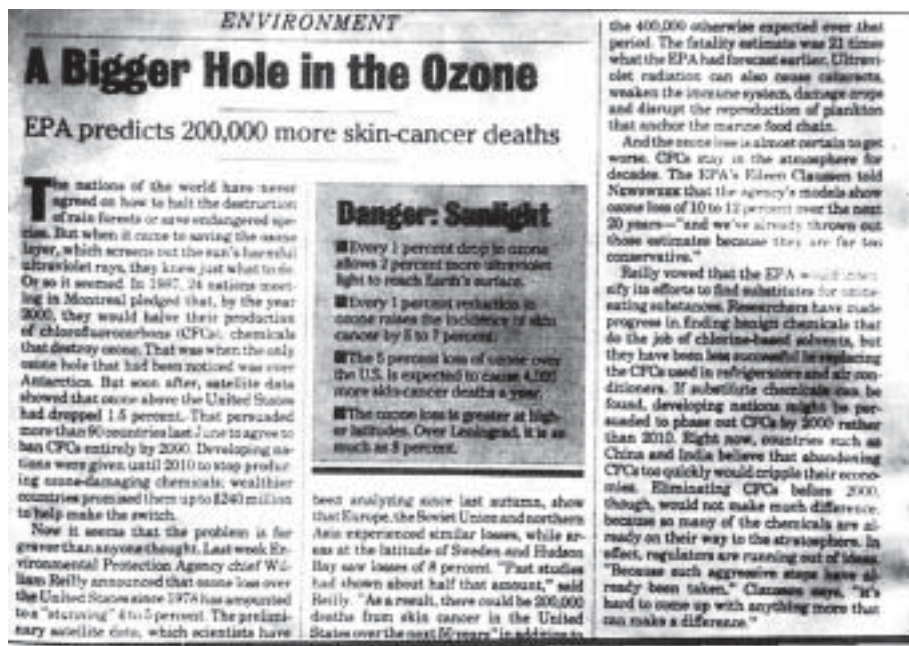 ENVIRONMENT
A Bigger Hole in the Ozone
EPA predicts 200,000 more skin-cancer deaths
The nations of the world have never
agreed on how to halt the destruction
of rain forests or save endangered spe-
cies. But when it came to saving the ozone
layer, which screens out the sun's harmful
ultraviolet rays, they knew just what to do.
Or so it seemed. In 1987, 24 nations meet-
ing in Montreal pledged that, by the year
2000, they would halve their production
of chlorofluorocarbons (CFCs), chemicals
that destroy ozone. That was when the only
ozone hole that had been noticed was over
Antarctica. But soon after, satellite data
showed that ozone above the United States
had dropped 1.5 percent. That persuaded
more than 90 countries last June to agree to
ban CFCs entirely by 2000. Developing na-
tions were given until 2010 to stop produc-
ing ozone-damaging chemicals; wealthier
countries promised them up to $240 million
to help make the switch.
Now it seems that the problem is far
graver than anyone thought. Last week En-
vironmental Protection Agency chief Wil-
liam Reilly announced that ozone loss over
the United States since 1978 has amounted
to a "stunning" 4 to 5 percent. The prelimi-
nary satellite data, which scientists have
Danger: Sunlight
■Every 1 percent drop in ozone
allows 2 percent more ultraviolet
light to reach Earth's surface.
■Every 1 percent reduction in
ozone raises the incidence of skin
cancer by 5 to 7 percent.
■The 5 percent loss of ozone over
the U.S. is expected to cause 4,000
more skin-cancer deaths a year.
■The ozone loss is greater at high-
er latitudes. Over Leningrad, it is as
much as 8 percent.
been analyzing since last autumn, show
that Europe, the Soviet Union and northern
Asia experienced similar losses, while ar-
eas at the latitude of Sweden and Hudson
Bay saw losses of 8 percent. "Past studies
had shown about half that amount," said
Reilly. "As a result, there could be 200,000
deaths from skin cancer in the United
States over the next 50 years" in addition to
the 400,000 otherwise expected over that
period. The fatality estimate was 21 times
what the EPA had forecast earlier. Ultravi-
olet radiation can also cause cataracts,
weaken the immune system, damage crops
and disrupt the reproduction of plankton
that anchor the marine food chain.
And the ozone loss is almost certain to get
worse. CFCs stay in the atmosphere for
decades. The EPA's Eileen Claussen told
Newsweek that the agency's models show
ozone loss of 10 to 12 percent over the next
20 years—"and we've already thrown out
those estimates because they are far too
conservative."
Reilly vowed that the EPA would inten-
sify its efforts to find substitutes for ozone-
eating substances. Researchers have made
progress in finding benign chemicals that
do the job of chlorine-based solvents, but
they have been less successful in replacing
the CFCs used in refrigerators and air con-
ditioners. If substitute chemicals can be
found, developing nations might be per-
suaded to phase out CFCs by 2000 rather
than 2010. Right now, countries such as
China and India believe that abandoning
CFCs too quickly would cripple their econo-
mies. Eliminating CFCs before 2000,
though, would not make much difference,
because so many of the chemicals are al-
ready on their way to the stratosphere. In
effect, regulators are running out of ideas.
"Because such aggressive steps have al-
ready been taken," Claussen says, "it's
hard to come up with anything more that
can make a difference."